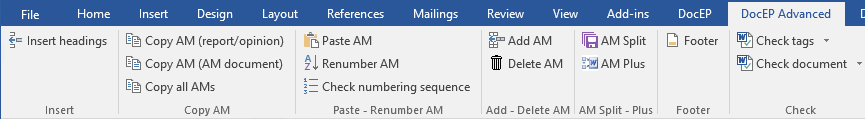 File Home Insert Design Layout References Mailings Review View Add-ins DocEP DocEP Advanced
Insert headings
Insert
Copy AM (report/opinion)
Copy AM (AM document)
Copy all AMs
Copy AM
Paste AM
Renumber AM
Check numbering sequence
Paste - Renumber AM
Add AM
Delete AM
Add - Delete AM
AM Split
AM Plus
AM Split - Plus
Footer
Footer
Check tags
Check document
Check